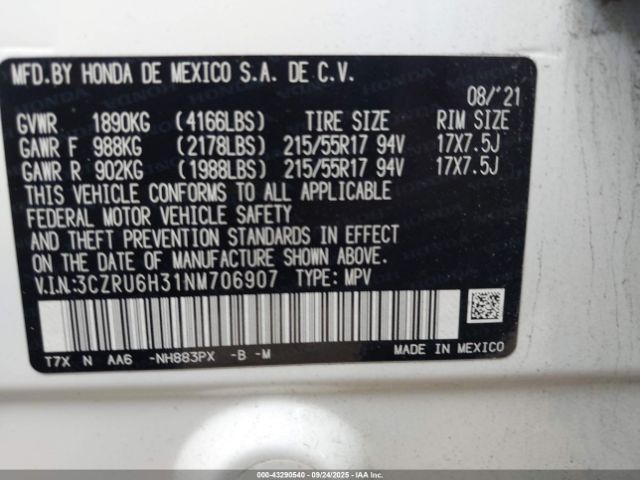 MFD.BY HONDA DE MEXICO S.A. DE C.V.
08/'21
GVWR 1890KG (4166LBS) TIRE SIZE RIM SIZE
GAWR F 988KG (2178LBS) 215/55R17 94V 17X7.5J
GAWR R 902KG (1988LBS) 215/55R17 94V 17X7.5J
THIS VEHICLE CONFORMS TO ALL APPLICABLE
FEDERAL MOTOR VEHICLE SAFETY
AND THEFT PREVENTION STANDARDS IN EFFECT
ON THE DATE OF MANUFACTURE SHOWN ABOVE.
V.I.N.:3CZRU6H31NM706907 TYPE: MPV
T7X N AA6 -NH883PX -B -M
MADE IN MEXICO
000-43290540 - 09/24/2025 - IAAI.COM